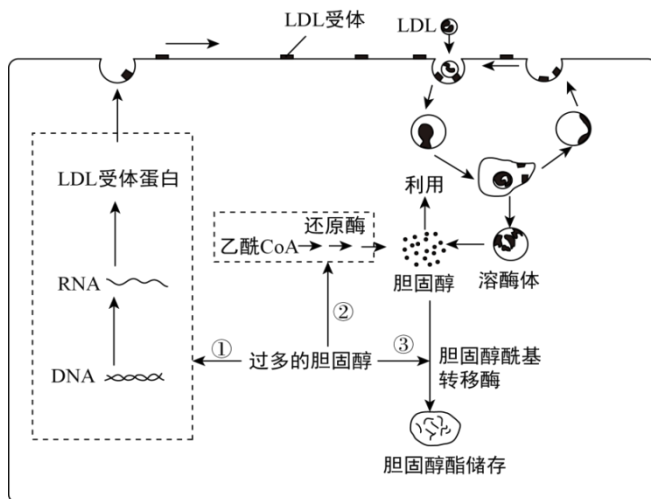 LDL受体
LDL
LDL受体蛋白
利用
还原酶
乙酰CoA
胆固醇
溶酶体
RNA
②
①
过多的胆固醇
③
胆固醇酰基
转移酶
DNA
胆固醇酯储存